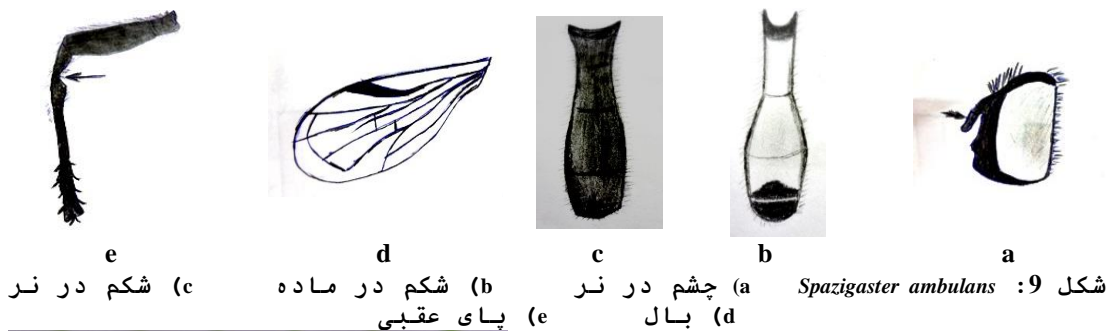 e d c b a
شکل 9: Spazigaster ambulans a) چشم در نر b) شکم در ماده c) شکم در نر
d) بال e) پای عقبی